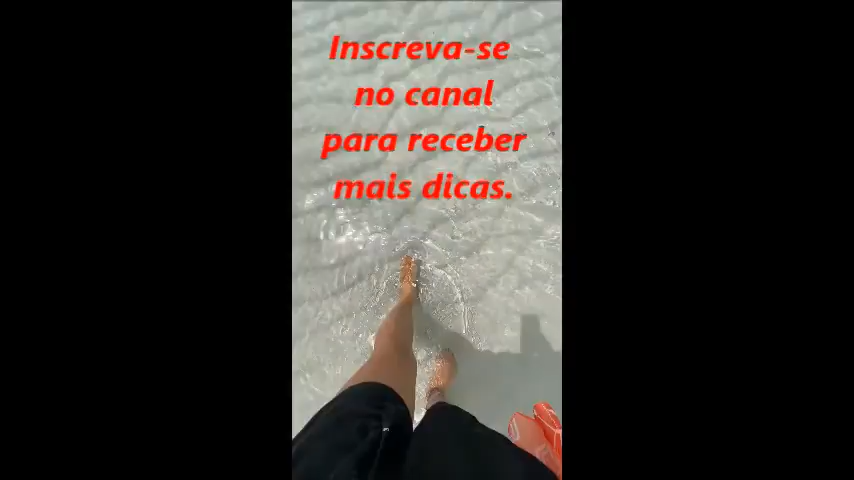 Inscreva-se
no canal
para receber
mais dicas.